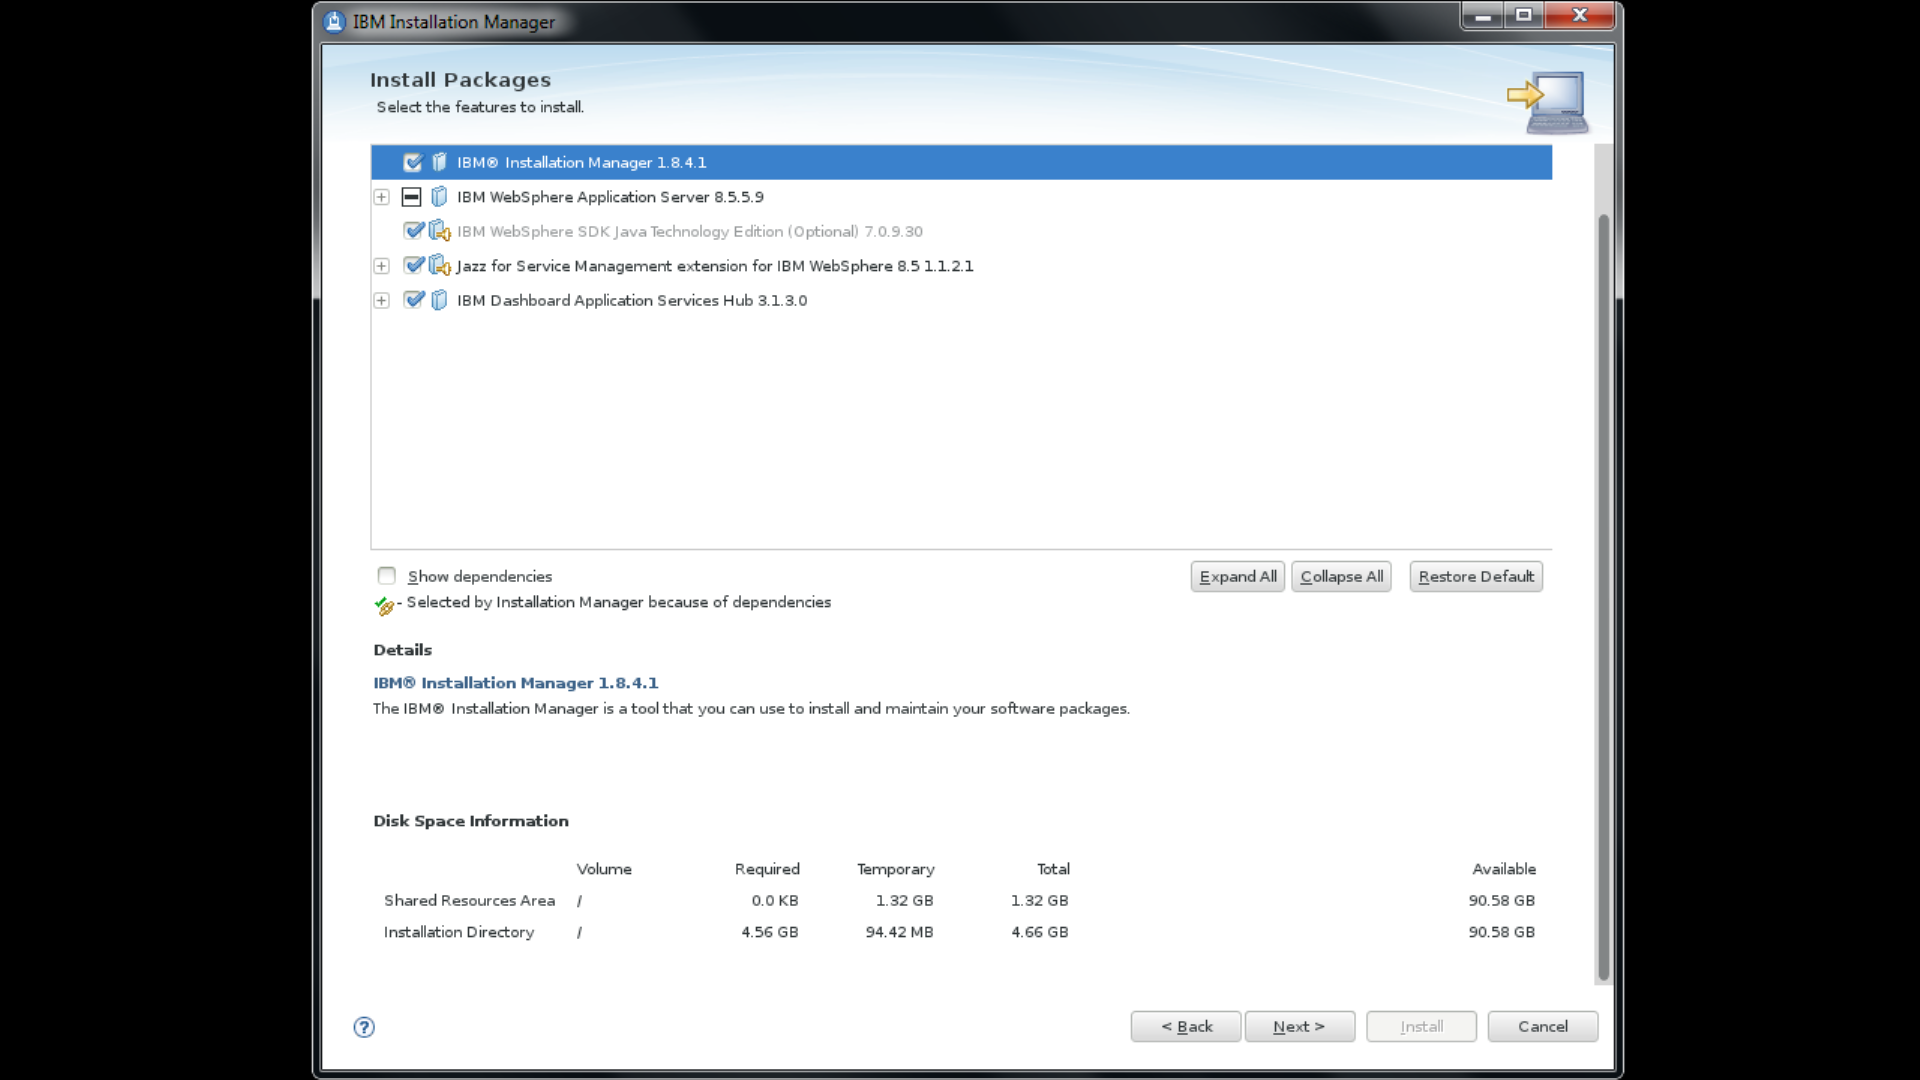 IBM Installation Manager
Install Packages
Select the features to install.
IBM® Installation Manager 1.8.4.1
IBM WebSphere Application Server 8.5.5.9
IBM WebSphere SDK Java Technology Edition (Optional) 7.0.9.30
Jazz for Service Management extension for IBM WebSphere 8.5 1.1.2.1
IBM Dashboard Application Services Hub 3.1.3.0
Show dependencies Expand All Collapse All Restore Default
- Selected by Installation Manager because of dependencies
Details
IBM® Installation Manager 1.8.4.1
The IBM® Installation Manager is a tool that you can use to install and maintain your software packages.
Disk Space Information
Volume Required Temporary Total Available
Shared Resources Area / 0.0 KB 1.32 GB 1.32 GB 90.58 GB
Installation Directory / 4.56 GB 94.42 MB 4.66 GB 90.58 GB
? < Back Next > Install Cancel